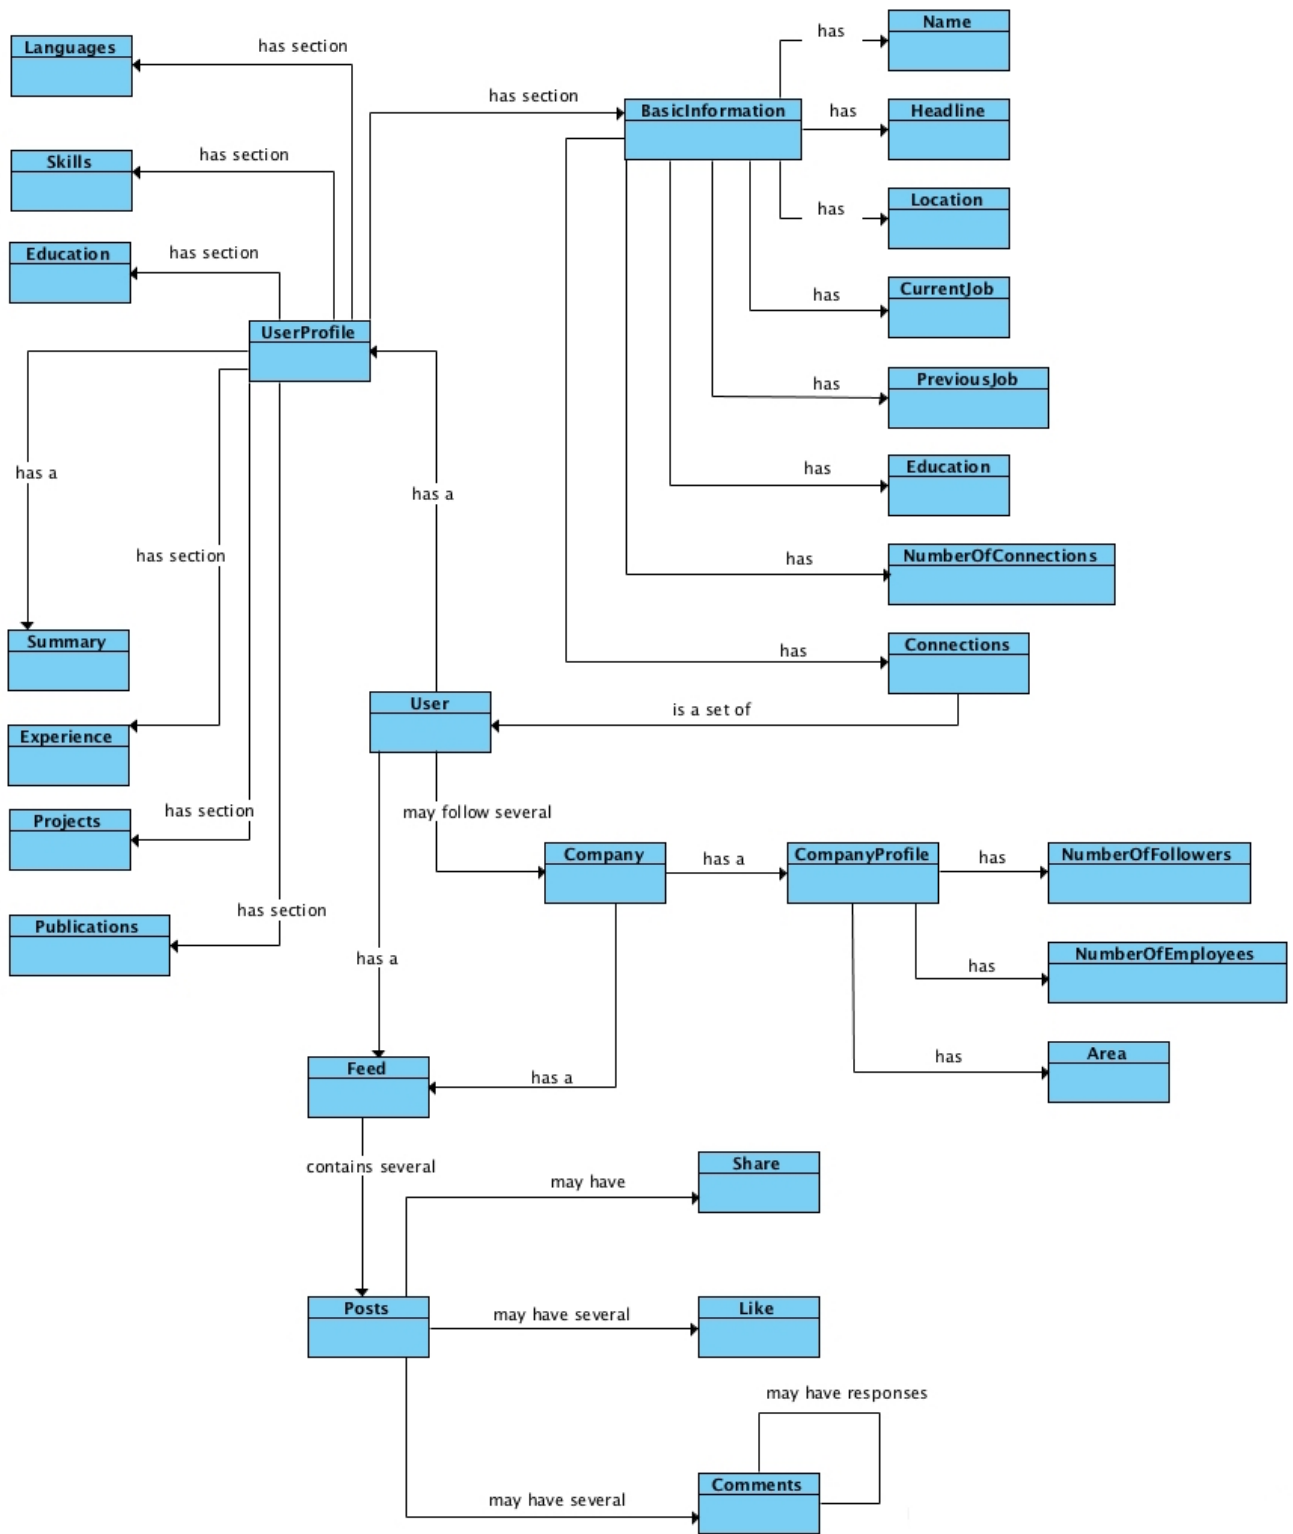 Name
has
Languages
has section
has section
BasicInformation
has
Headline
Skills
has section
Location
has
Education
has section
CurrentJob
has
UserProfile
PreviousJob
has
Education
has
has a
has a
has section
NumberOfConnections
has
Summary
Connections
has
User
is a set of
Experience
Projects
has section
may follow several
Company
has a
CompanyProfile
has
NumberOfFollowers
Publications
has section
has a
has
NumberOfEmployees
Feed
has a
has
Area
contains several
Share
may have
Posts
may have several
Like
may have responses
Comments
may have several